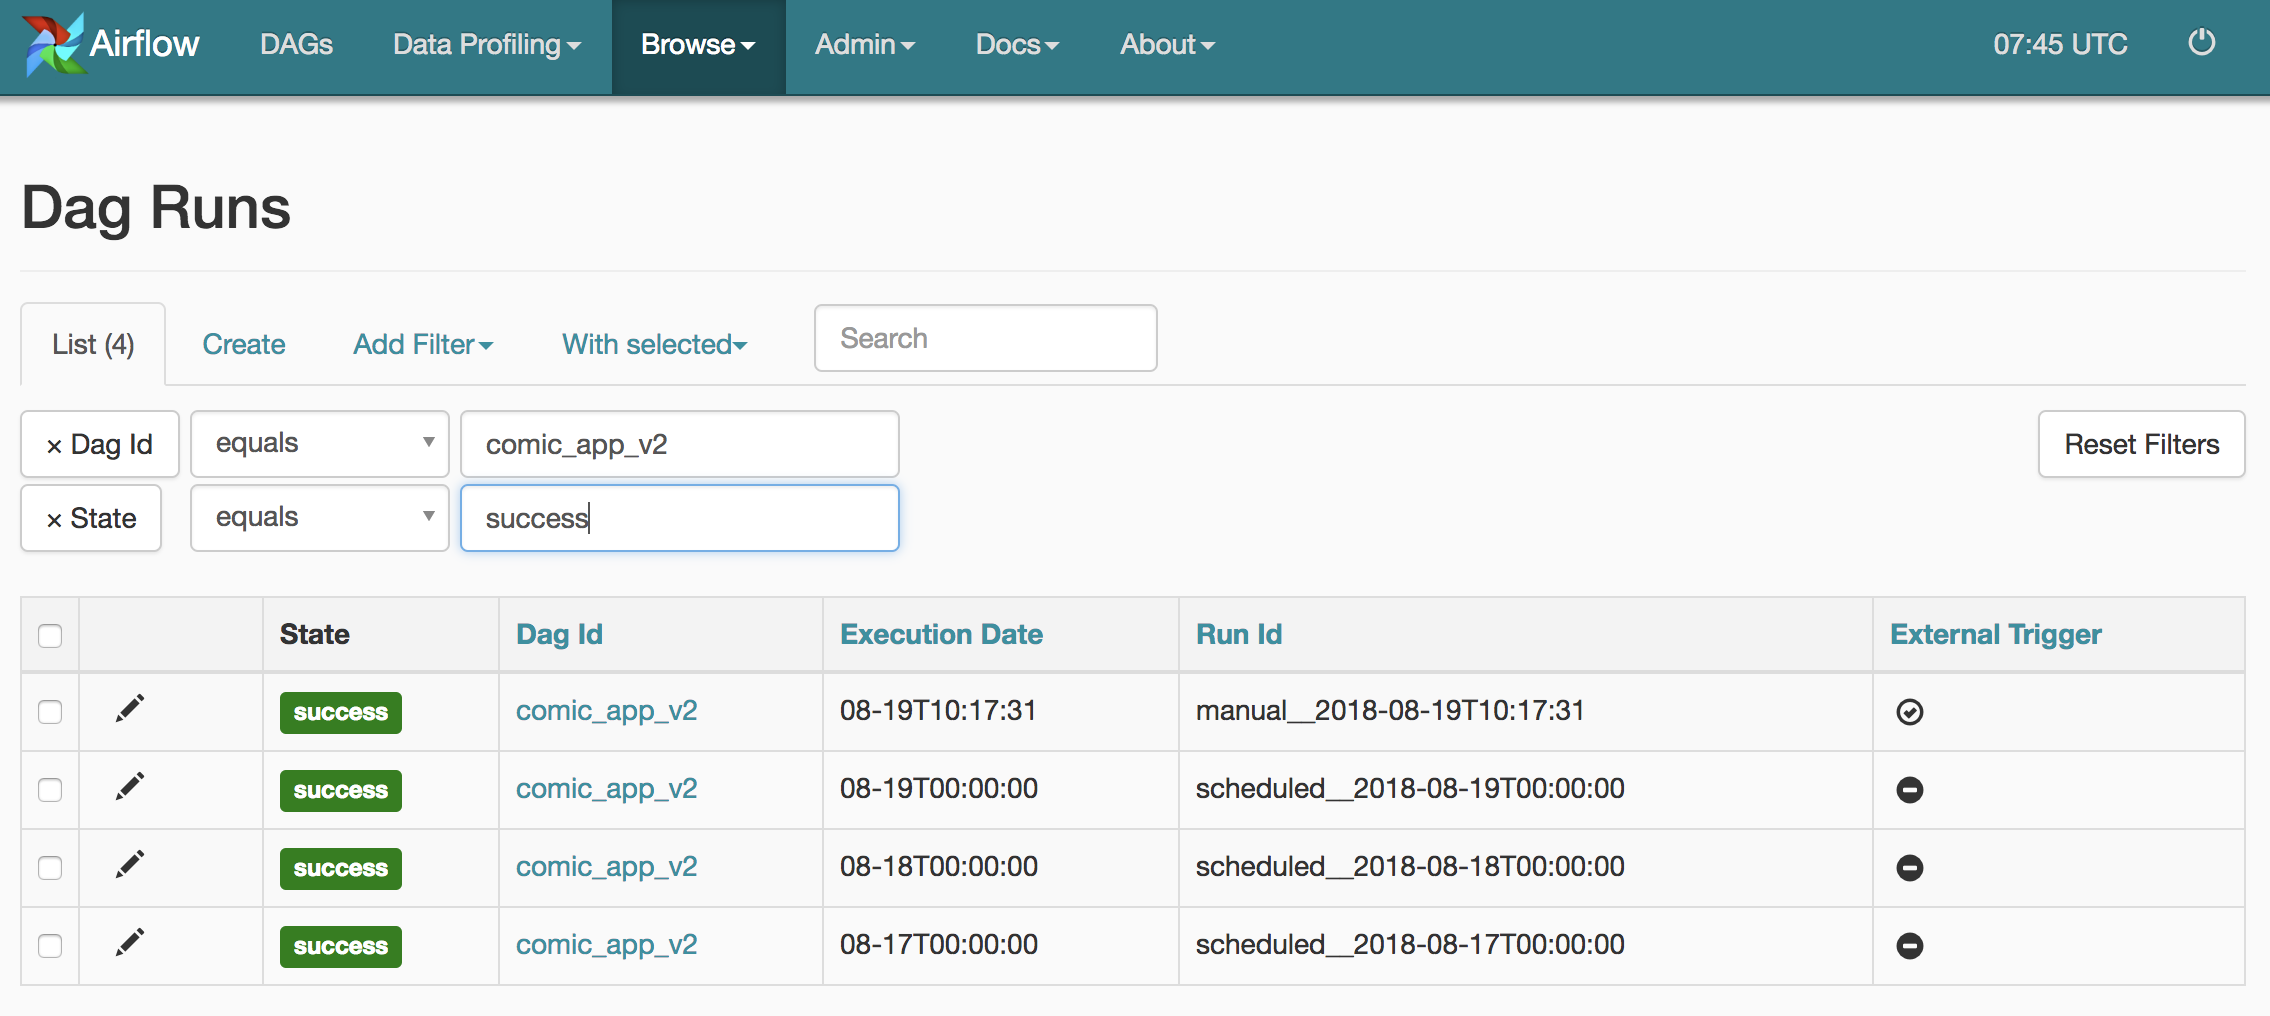 Airflow DAGs Data Profiling Browse Admin Docs About 07:45 UTC
Dag Runs
List (4) Create Add Filter With selected Search
× Dag Id equals comic_app_v2 Reset Filters
× State equals success
State Dag Id Execution Date Run Id External Trigger
success comic_app_v2 08-19T10:17:31 manual__2018-08-19T10:17:31
success comic_app_v2 08-19T00:00:00 scheduled__2018-08-19T00:00:00
success comic_app_v2 08-18T00:00:00 scheduled__2018-08-18T00:00:00
success comic_app_v2 08-17T00:00:00 scheduled__2018-08-17T00:00:00